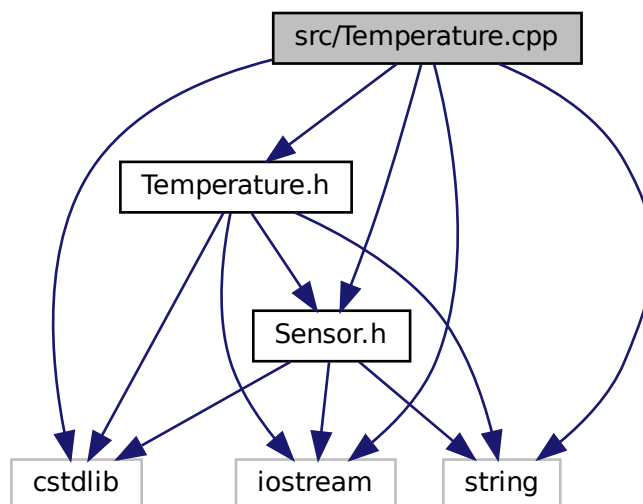 src/Temperature.cpp
Temperature.h
Sensor.h
cstdlib
iostream
string